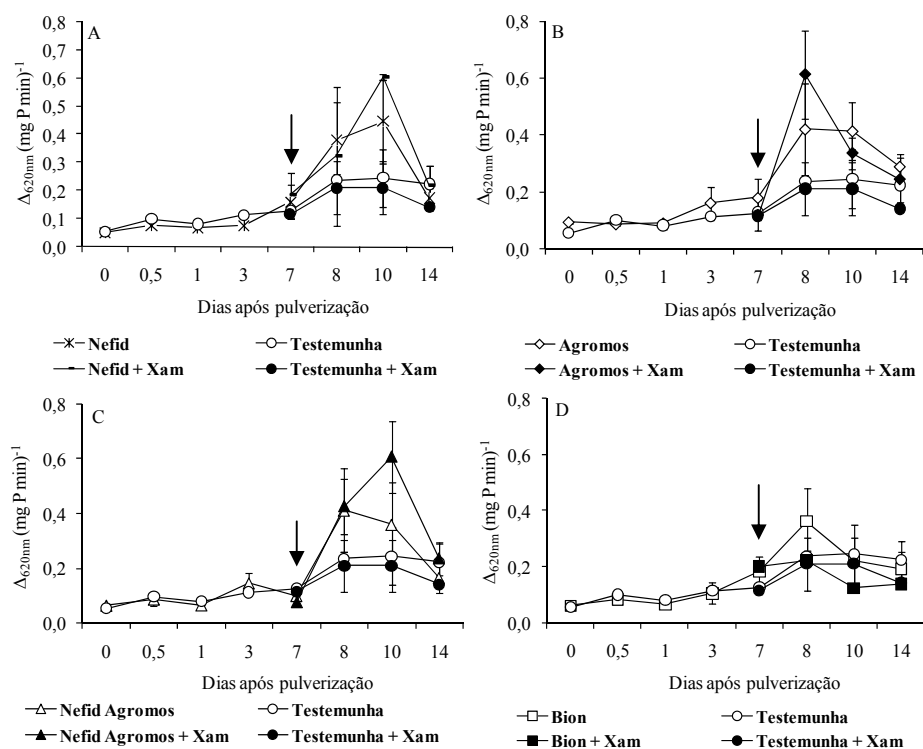 A
Δ620nm (mg P min)-1
0,8
0,7
0,6
0,5
0,4
0,3
0,2
0,1
0,0
0 0,5 1 3 7 8 10 14
Dias após pulverização
Nefid Testemunha
Nefid + Xam Testemunha + Xam
B
Δ620nm (mg P min)-1
0,8
0,6
0,4
0,2
0,0
0 0,5 1 3 7 8 10 14
Dias após pulverização
Agromos Testemunha
Agromos + Xam Testemunha + Xam
C
Δ620nm (mg P min)-1
0,8
0,6
0,4
0,2
0,0
0 0,5 1 3 7 8 10 14
Dias após pulverização
Nefid Agromos Testemunha
Nefid Agromos + Xam Testemunha + Xam
D
Δ620nm (mg P min)-1
0,8
0,6
0,4
0,2
0,0
0 0,5 1 3 7 8 10 14
Dias após pulverização
Bion Testemunha
Bion + Xam Testemunha + Xam